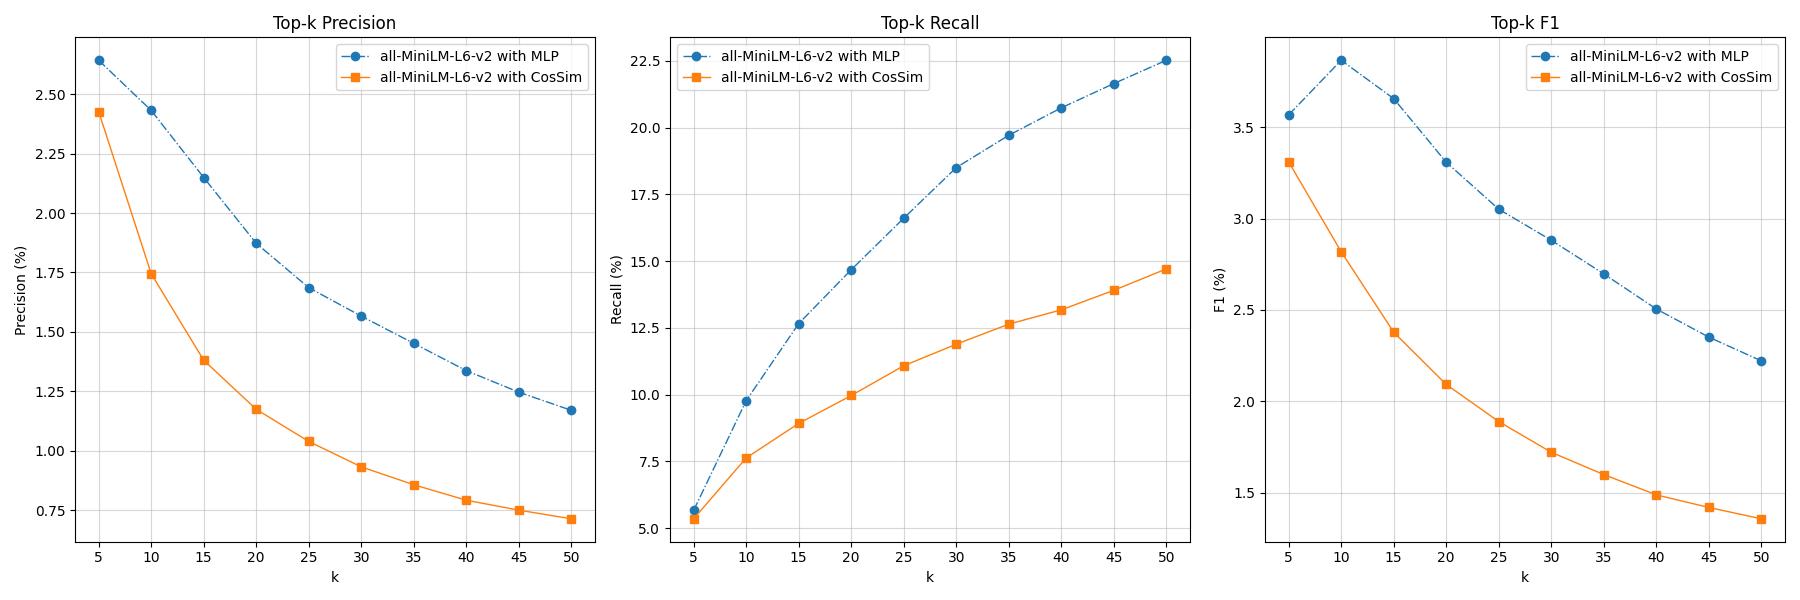 Top-k Precision
all-MiniLM-L6-v2 with MLP
all-MiniLM-L6-v2 with CosSim
Precision (%)
2.50
2.25
2.00
1.75
1.50
1.25
1.00
0.75
5 10 15 20 25 30 35 40 45 50
k
Top-k Recall
all-MiniLM-L6-v2 with MLP
all-MiniLM-L6-v2 with CosSim
Recall (%)
22.5
20.0
17.5
15.0
12.5
10.0
7.5
5.0
5 10 15 20 25 30 35 40 45 50
k
Top-k F1
all-MiniLM-L6-v2 with MLP
all-MiniLM-L6-v2 with CosSim
F1 (%)
3.5
3.0
2.5
2.0
1.5
5 10 15 20 25 30 35 40 45 50
k